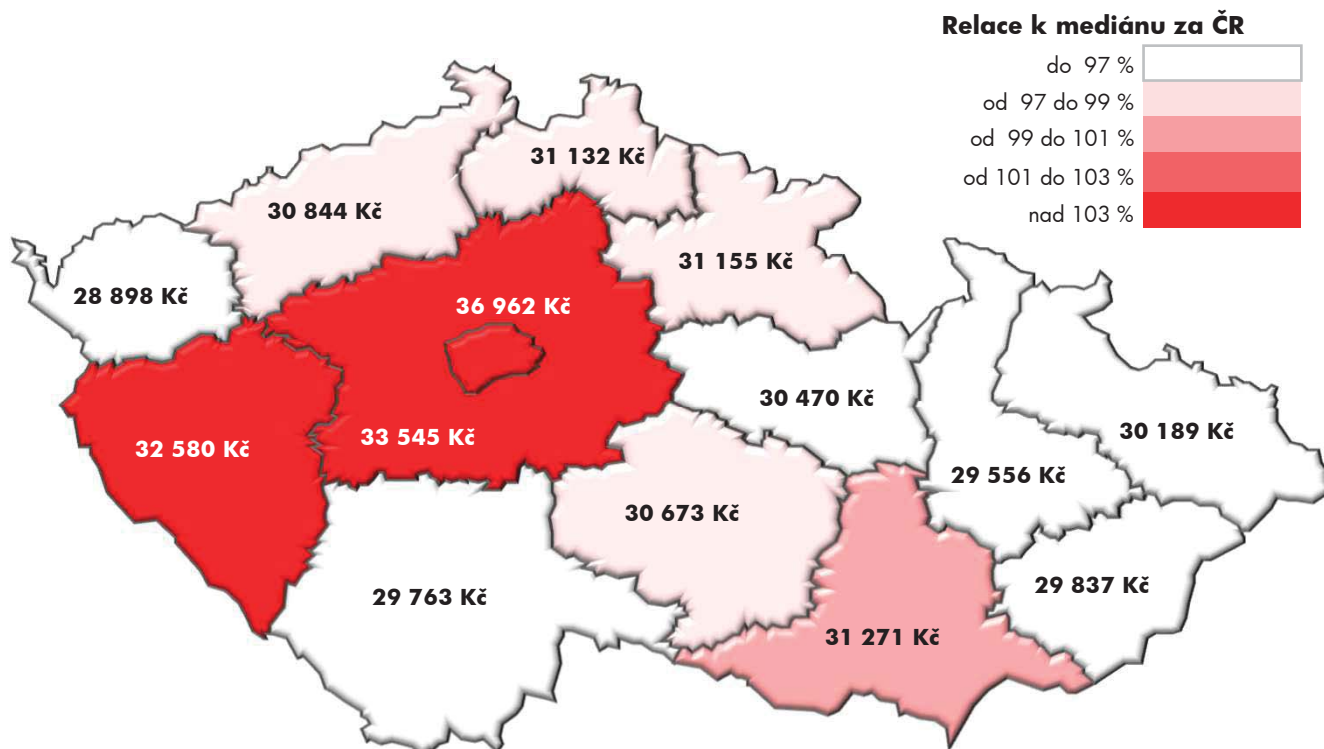 Relace k mediánu za ČR
do 97 %
od 97 do 99 %
od 99 do 101 %
od 101 do 103 %
nad 103 %
31 132 Kč
30 844 Kč
31 155 Kč
28 898 Kč
36 962 Kč
30 470 Kč
32 580 Kč
33 545 Kč
30 189 Kč
29 556 Kč
30 673 Kč
29 763 Kč
29 837 Kč
31 271 Kč